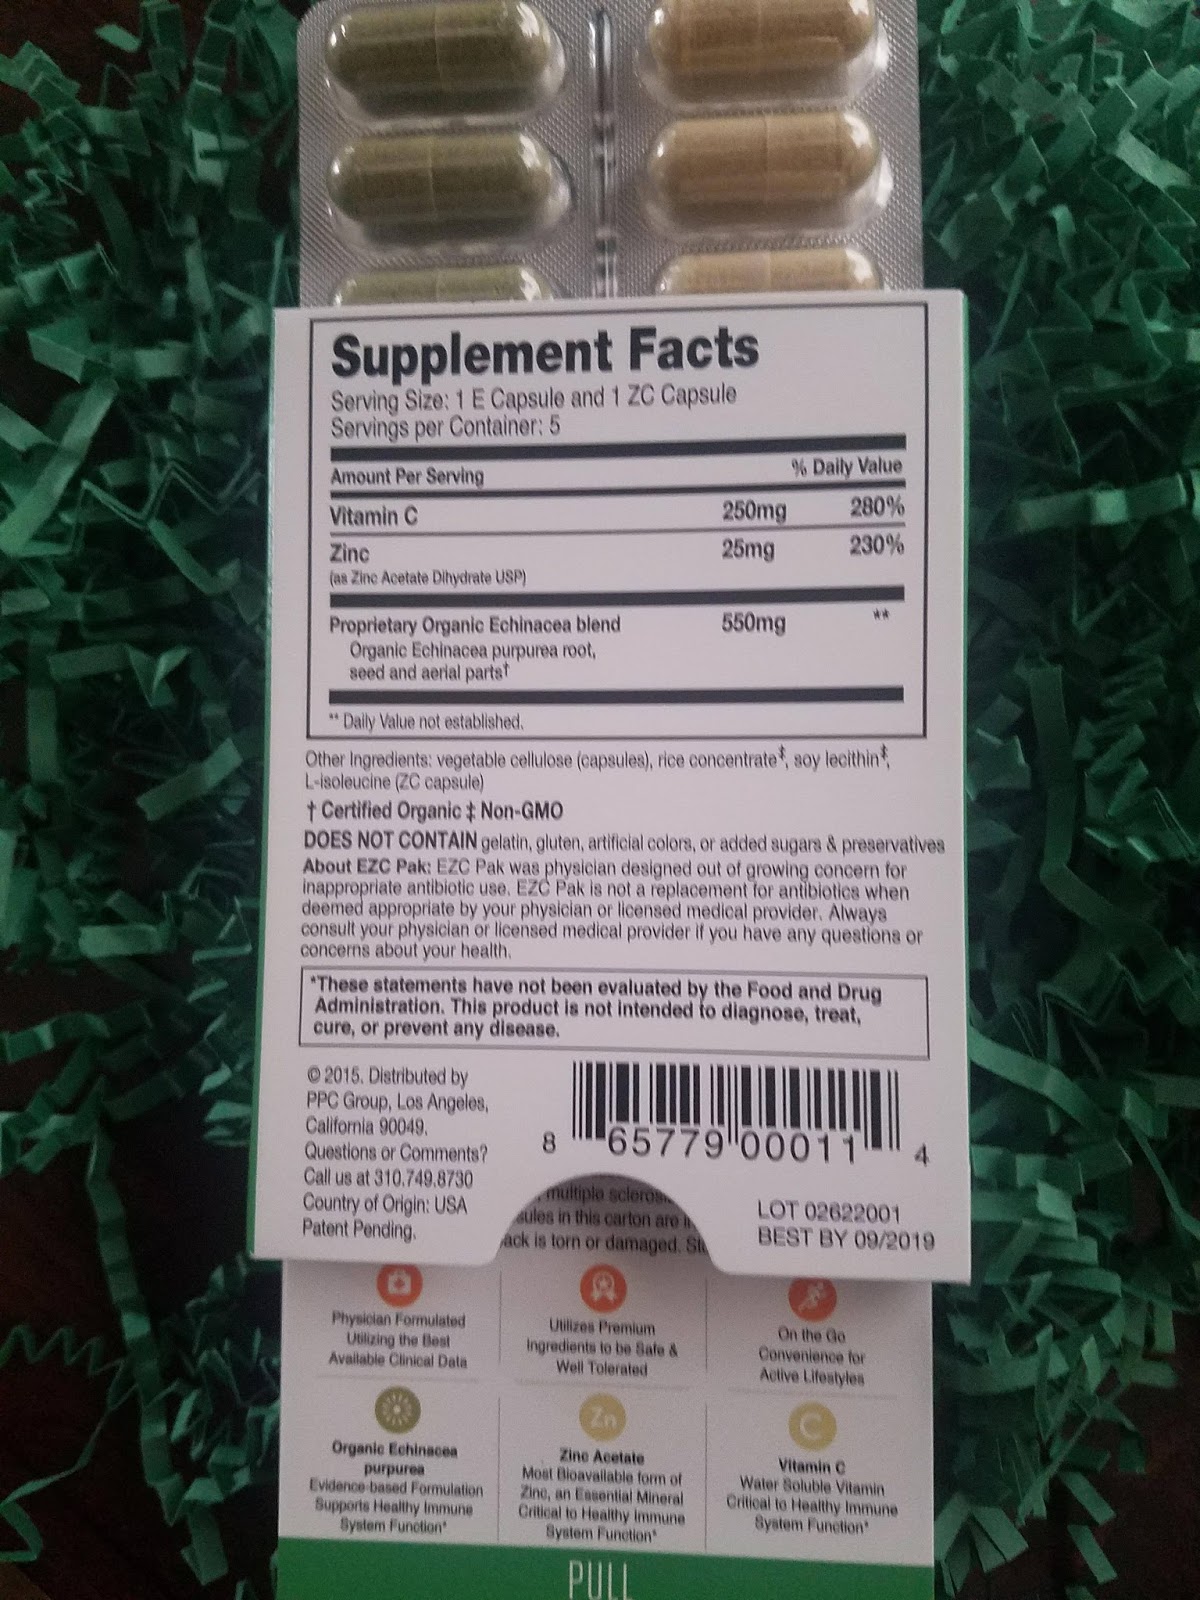 Supplement Facts
Serving Size: 1 E Capsule and 1 ZC Capsule
Servings per Container: 5
Amount Per Serving % Daily Value
Vitamin C 250mg 280%
Zinc 25mg 230%
(as Zinc Acetate Dihydrate USP)
Proprietary Organic Echinacea blend 550mg **
Organic Echinacea purpurea root,
seed and aerial parts†
** Daily Value not established.
Other Ingredients: vegetable cellulose (capsules), rice concentrate‡, soy lecithin‡,
L-isoleucine (ZC capsule)
† Certified Organic ‡ Non-GMO
DOES NOT CONTAIN gelatin, gluten, artificial colors, or added sugars & preservatives
About EZC Pak: EZC Pak was physician designed out of growing concern for
inappropriate antibiotic use. EZC Pak is not a replacement for antibiotics when
deemed appropriate by your physician or licensed medical provider. Always
consult your physician or licensed medical provider if you have any questions or
concerns about your health.
*These statements have not been evaluated by the Food and Drug
Administration. This product is not intended to diagnose, treat,
cure, or prevent any disease.
© 2015. Distributed by
PPC Group, Los Angeles,
California 90049.
Questions or Comments?
Call us at 310.749.8730
Country of Origin: USA
Patent Pending.
8 65779 00011 4
LOT 02622001
BEST BY 09/2019
multiple
in this carton are
is torn or damaged.
Physician Formulated
Utilizing the Best
Available Clinical Data
Utilizes Premium
Ingredients to be Safe &
Well Tolerated
On the Go
Convenience for
Active Lifestyles
Organic Echinacea
purpurea
Evidence-based Formulation
Supports Healthy Immune
System Function*
Zn
Zinc Acetate
Most Bioavailable form of
Zinc, an Essential Mineral
Critical to Healthy Immune
System Function*
C
Vitamin C
Water Soluble Vitamin
Critical to Healthy Immune
System Function*
PULL